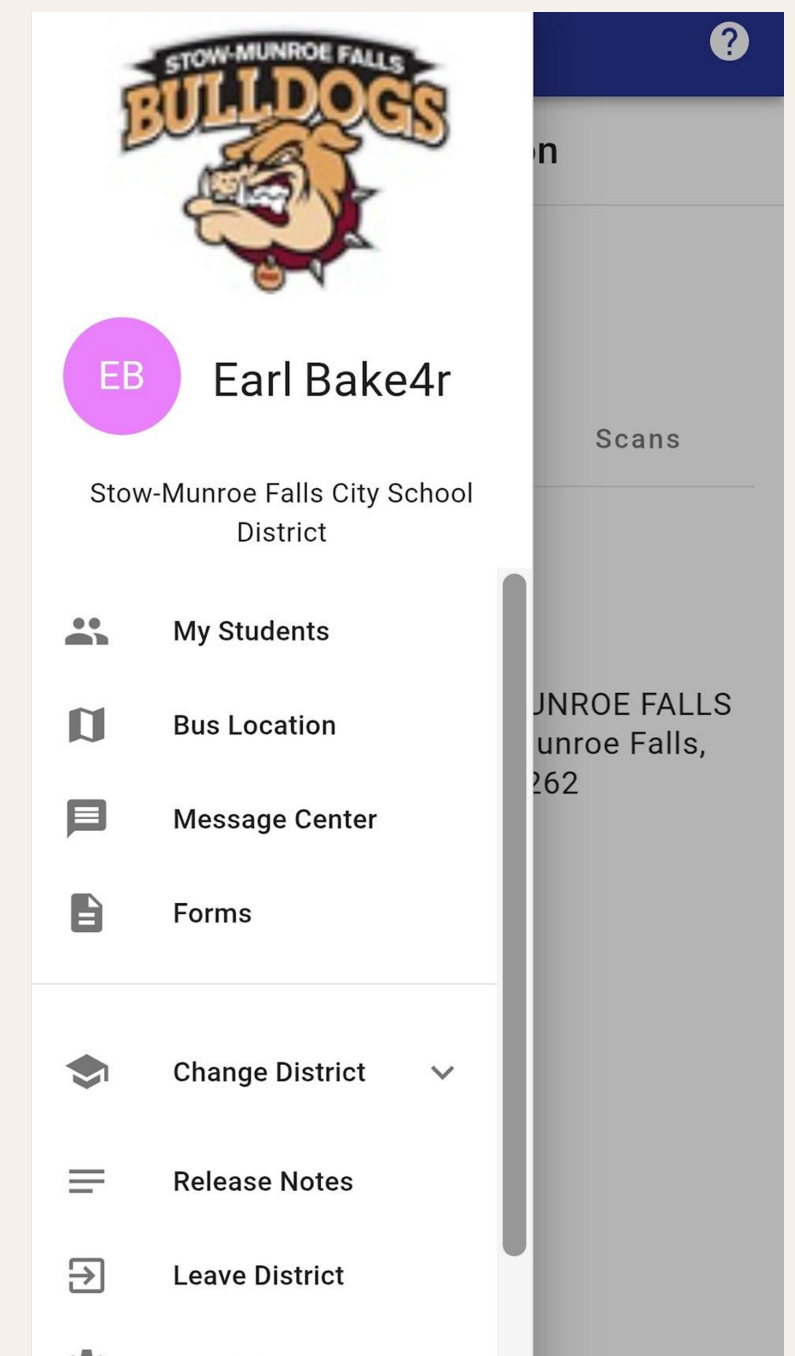 STOW-MUNROE FALLS
BULLDOGS
EB
Earl Bake4r
Stow-Munroe Falls City School
District
My Students
Bus Location
Message Center
Forms
Change District
Release Notes
Leave District
?
on
Scans
UNROE FALLS
unroe Falls,
262